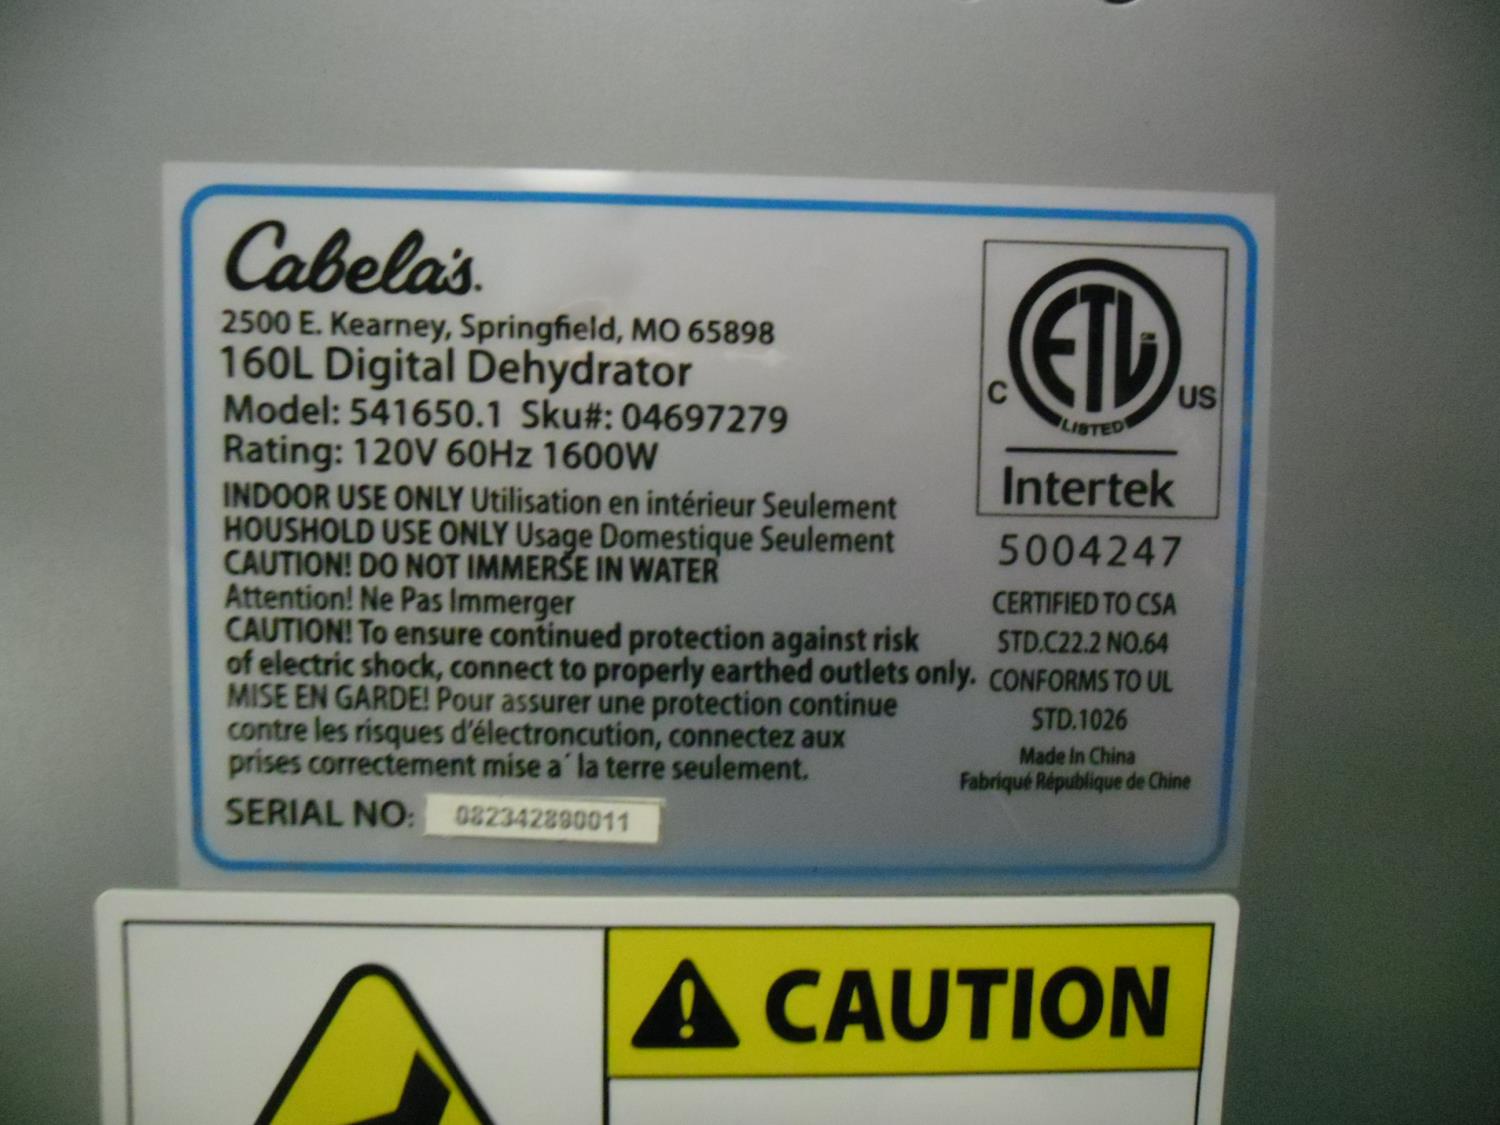 Cabela's.
2500 E. Kearney, Springfield, MO 65898
160L Digital Dehydrator
Model: 541650.1 Sku#: 04697279
Rating: 120V 60Hz 1600W
INDOOR USE ONLY Utilisation en intérieur Seulement
HOUSHOLD USE ONLY Usage Domestique Seulement
CAUTION! DO NOT IMMERSE IN WATER
Attention! Ne Pas Immerger
CAUTION! To ensure continued protection against risk
of electric shock, connect to properly earthed outlets only.
MISE EN GARDE! Pour assurer une protection continue
contre les risques d'électroncution, connectez aux
prises correctement mise a´ la terre seulement.
SERIAL NO: 082342890011
ETL
CM
C US
LISTED
Intertek
5004247
CERTIFIED TO CSA
STD.C22.2 NO.64
CONFORMS TO UL
STD.1026
Made In China
Fabriqué République de Chine
CAUTION